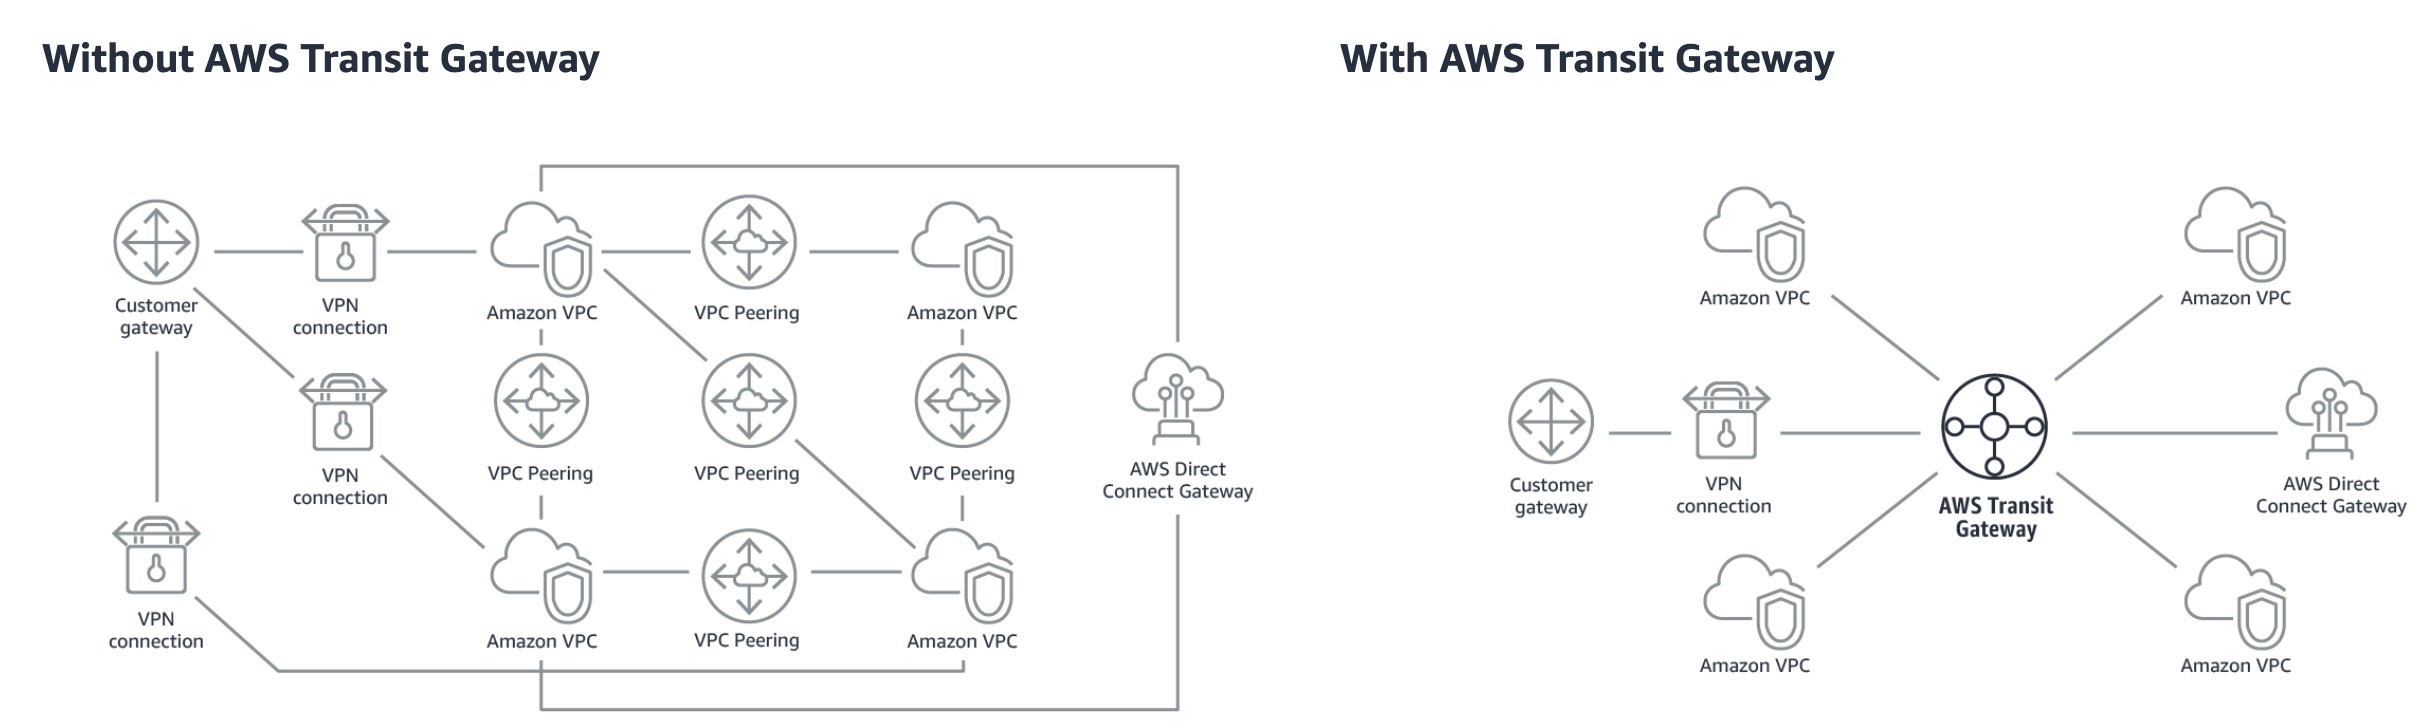 Without AWS Transit Gateway
Customer
gateway
VPN
connection
Amazon VPC
VPC Peering
Amazon VPC
VPN
connection
VPC Peering
VPC Peering
VPC Peering
AWS Direct
Connect Gateway
VPN
connection
Amazon VPC
VPC Peering
Amazon VPC
With AWS Transit Gateway
Amazon VPC
Amazon VPC
Customer
gateway
VPN
connection
AWS Transit
Gateway
AWS Direct
Connect Gateway
Amazon VPC
Amazon VPC